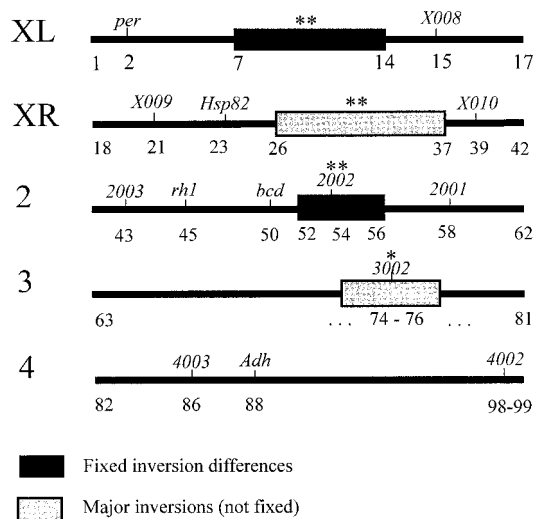 XL
per
**
X008
1 2 7 14 15 17
XR
X009 Hsp82 ** X010
18 21 23 26 37 39 42
**
2
2003 rh1 bcd 2002 2001
43 45 50 52 54 56 58 62
*
3
3002
63 ... 74 - 76 ... 81
4
4003 Adh 4002
82 86 88 98-99
Fixed inversion differences
Major inversions (not fixed)